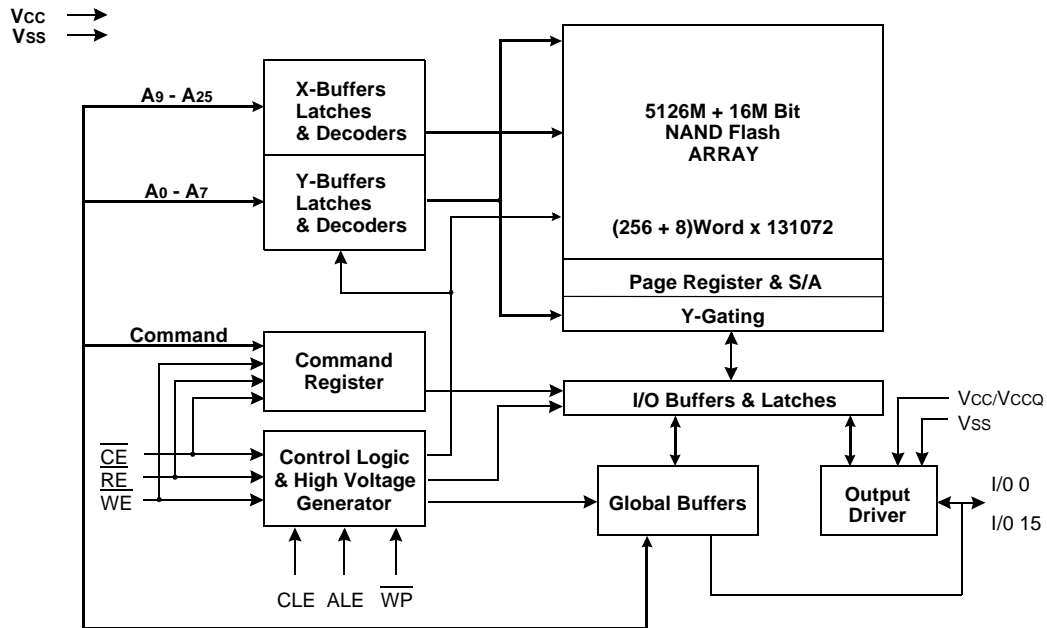 VCC
VSS
A9 - A25
X-Buffers
Latches
& Decoders
A0 - A7
Y-Buffers
Latches
& Decoders
5126M + 16M Bit
NAND Flash
ARRAY
(256 + 8)Word x 131072
Page Register & S/A
Y-Gating
Command
Command
Register
I/O Buffers & Latches
VCC/VCCQ
VSS
CE
RE
WE
Control Logic
& High Voltage
Generator
Global Buffers
Output
Driver
I/0 0
I/0 15
CLE ALE WP